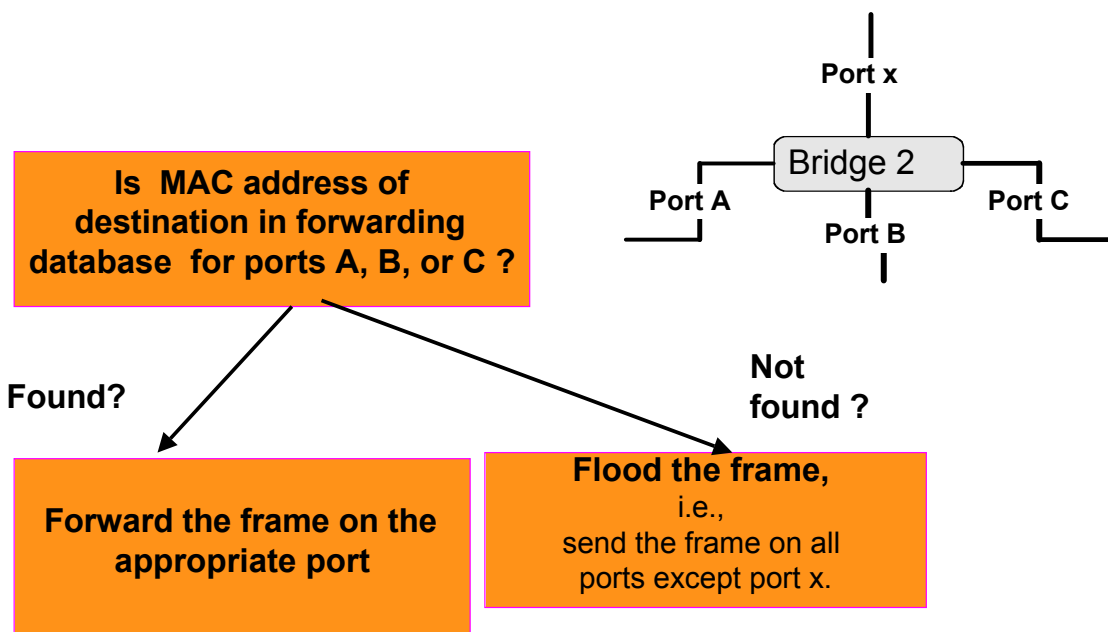 Port x
Bridge 2
Port A
Port C
Port B
Is MAC address of
destination in forwarding
database for ports A, B, or C ?
Found?
Not
found ?
Forward the frame on the
appropriate port
Flood the frame,
i.e.,
send the frame on all
ports except port x.